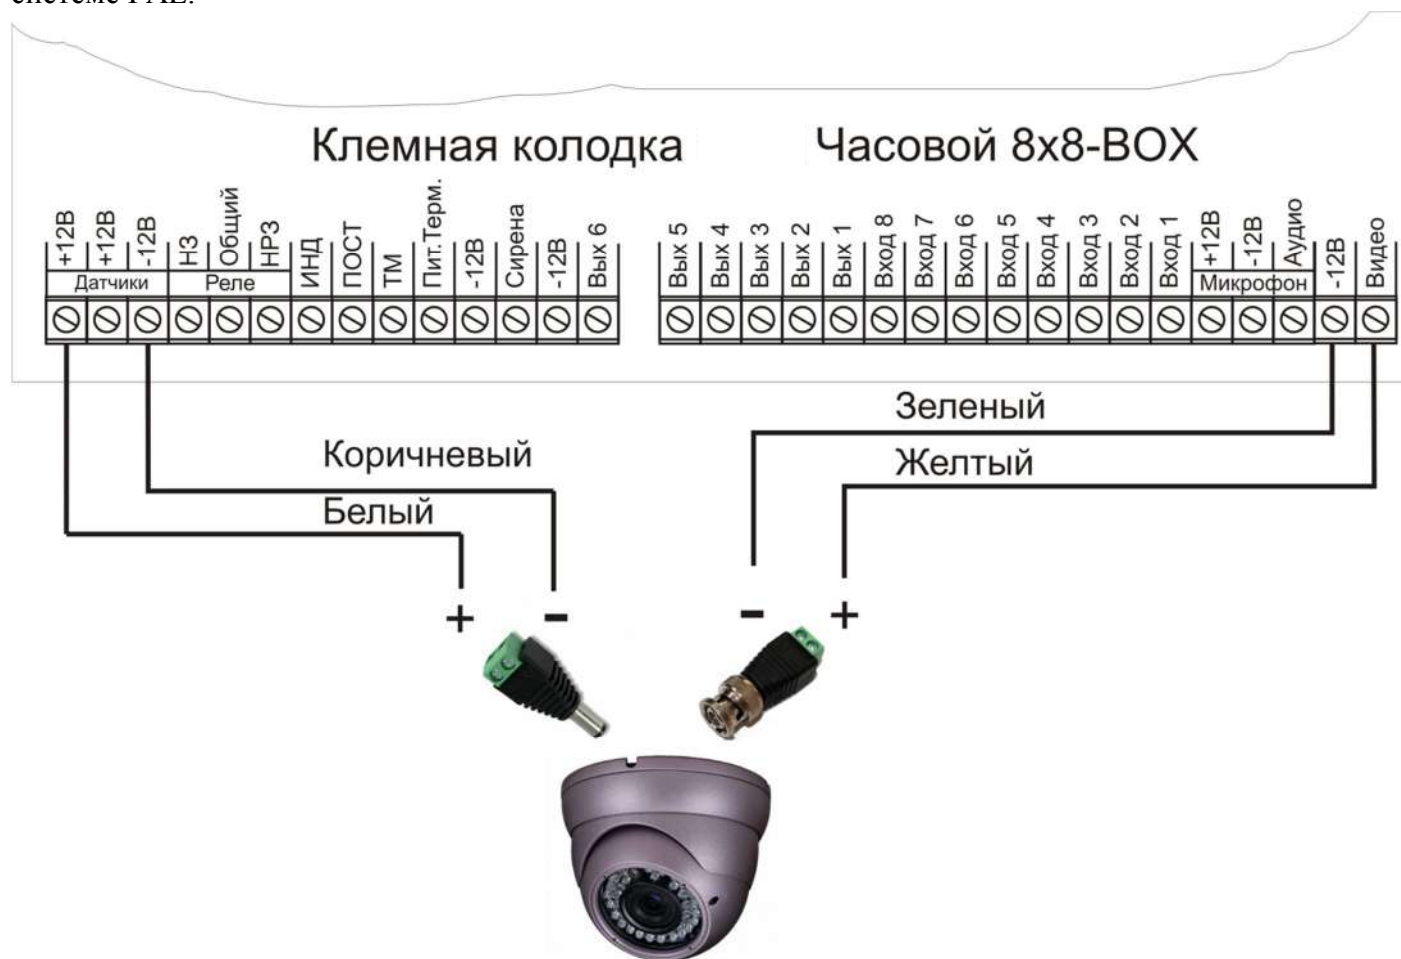 системе PAL.
Клемная колодка Часовой 8х8-BOX
+12В
+12В
-12В
НЗ
Общий
НРЗ
ИНД
ПОСТ
ТМ
Пит.Терм.
-12В
Сирена
-12В
Вых 6
Вых 5
Вых 4
Вых 3
Вых 2
Вых 1
Вход 8
Вход 7
Вход 6
Вход 5
Вход 4
Вход 3
Вход 2
Вход 1
+12В
-12В
Аудио
-12В
Видео
Датчики
Реле
Микрофон
Зеленый
Коричневый
Желтый
Белый
+ -
- +